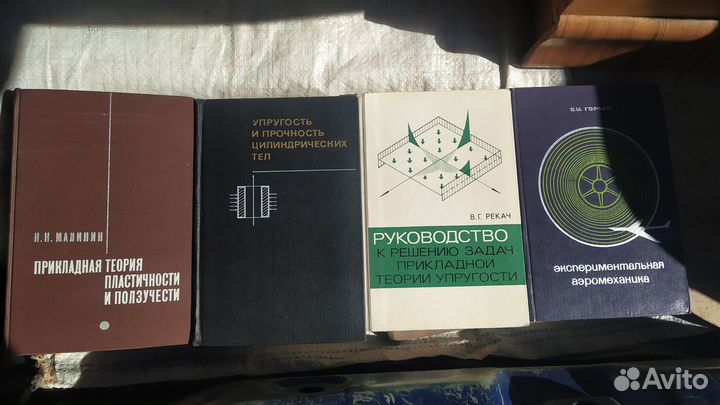 Н.Н. МАЛИНИН
ПРИКЛАДНАЯ ТЕОРИЯ
ПЛАСТИЧНОСТИ
И ПОЛЗУЧЕСТИ
УПРУГОСТЬ
И ПРОЧНОСТЬ
ЦИЛИНДРИЧЕСКИХ
ТЕЛ
В.Г. РЕКАЧ
РУКОВОДСТВО
К РЕШЕНИЮ ЗАДАЧ
ПРИКЛАДНОЙ
ТЕОРИИ УПРУГОСТИ
экспериментальная
аэромеханика
Avito